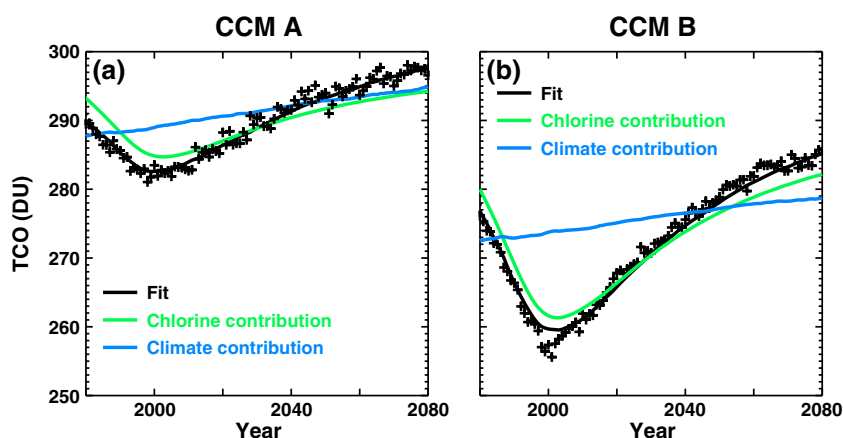 CCM A
CCM B
(a)
(b)
300
290
280
270
260
250
TCO (DU)
Fit
Chlorine contribution
Climate contribution
Fit
Chlorine contribution
Climate contribution
2000
2040
2080
2000
2040
2080
Year
Year